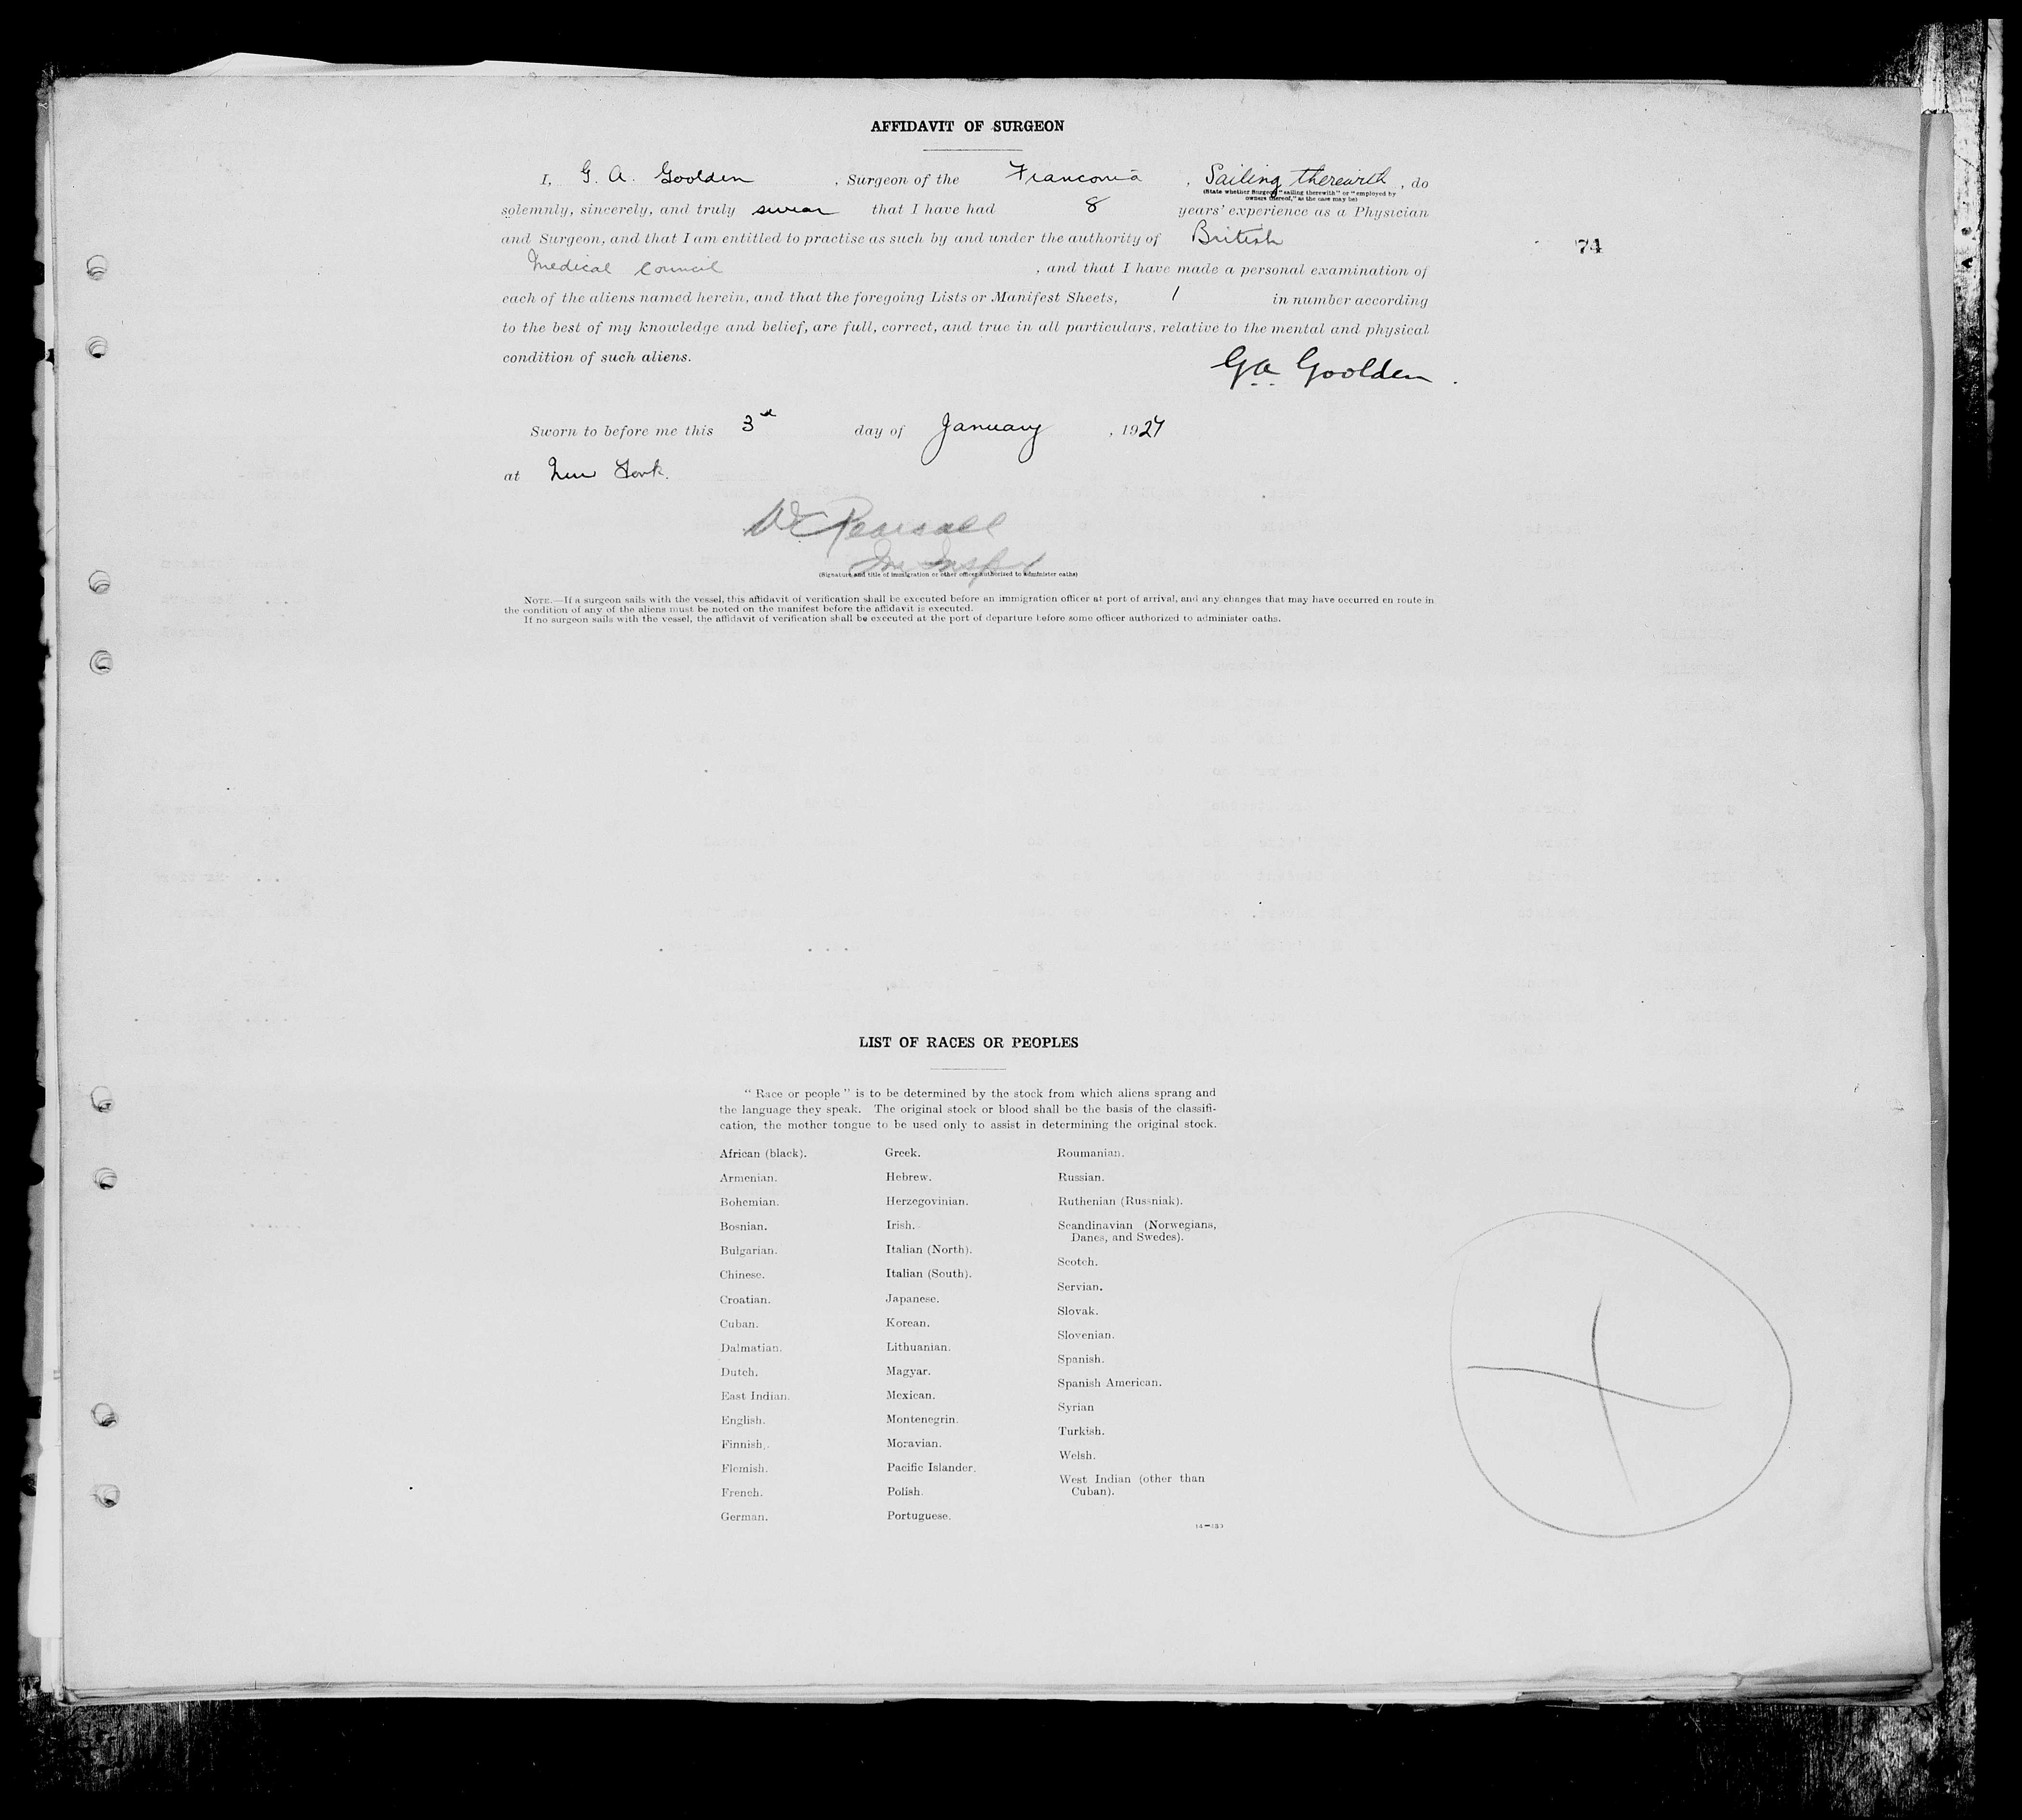 AFFIDAVIT OF SURGEON
I, G. A. Goolden , Surgeon of the Franconia , Sailing therewith , do
(State whether Surgeon "sailing therewith" or "employed by
owners thereof," as the case may be)
solemnly, sincerely, and truly swear that I have had 8 years' experience as a Physician
and Surgeon, and that I am entitled to practise as such by and under the authority of British
74
Medical Council , and that I have made a personal examination of
each of the aliens named herein, and that the foregoing Lists or Manifest Sheets, 1 in number according
to the best of my knowledge and belief, are full, correct, and true in all particulars, relative to the mental and physical
condition of such aliens.
G A Goolden.
Sworn to before me this 3rd day of January , 1927
at New York.
Pearsall
Imm Inspr
(Signature and title of immigration or other officer authorized to administer oaths)
NOTE.—If a surgeon sails with the vessel, this affidavit of verification shall be executed before an immigration officer at port of arrival, and any changes that may have occurred en route in
the condition of any of the aliens must be noted on the manifest before the affidavit is executed.
If no surgeon sails with the vessel, the affidavit of verification shall be executed at the port of departure before some officer authorized to administer oaths.
LIST OF RACES OR PEOPLES
" Race or people " is to be determined by the stock from which aliens sprang and
the language they speak. The original stock or blood shall be the basis of the classifi-
cation, the mother tongue to be used only to assist in determining the original stock.
African (black).
Armenian.
Bohemian.
Bosnian.
Bulgarian.
Chinese.
Croatian.
Cuban.
Dalmatian.
Dutch.
East Indian.
English.
Finnish.
Flemish.
French.
German.
Greek.
Hebrew.
Herzegovinian.
Irish.
Italian (North).
Italian (South).
Japanese.
Korean.
Lithuanian.
Magyar.
Mexican.
Montenegrin.
Moravian.
Pacific Islander.
Polish.
Portuguese.
Roumanian.
Russian.
Ruthenian (Russniak).
Scandinavian (Norwegians,
Danes, and Swedes).
Scotch.
Servian.
Slovak.
Slovenian.
Spanish.
Spanish American.
Syrian
Turkish.
Welsh.
West Indian (other than
Cuban).